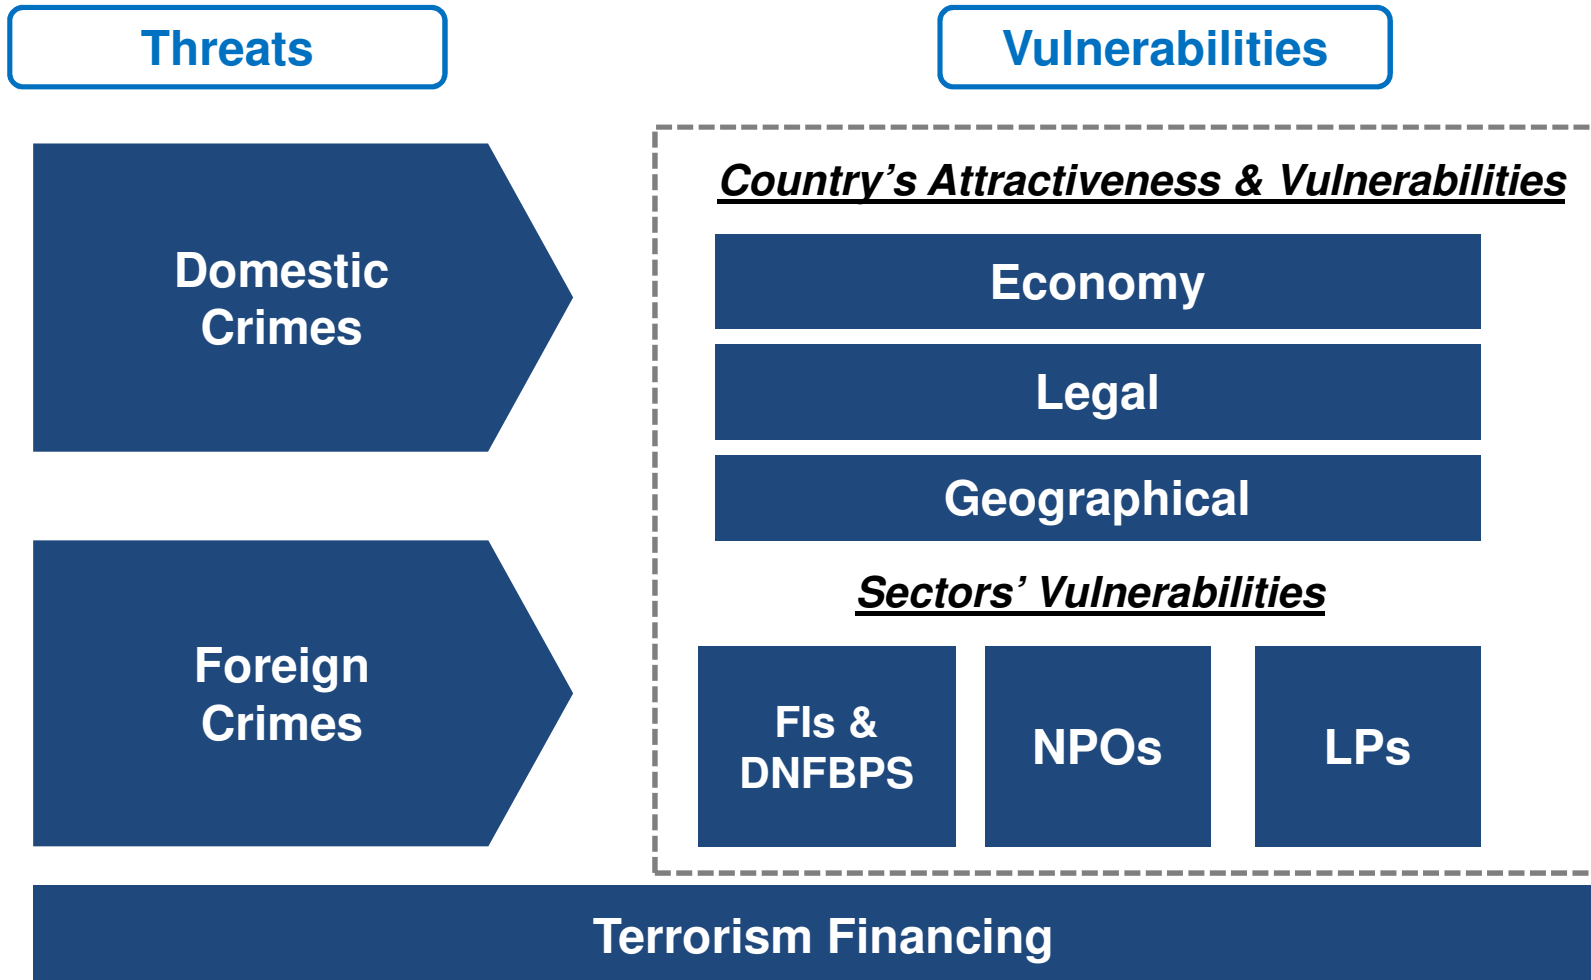 Threats
Vulnerabilities
Domestic
Crimes
Foreign
Crimes
Country’s Attractiveness & Vulnerabilities
Economy
Legal
Geographical
Sectors’ Vulnerabilities
FIs &
DNFBPS
NPOs
LPs
Terrorism Financing